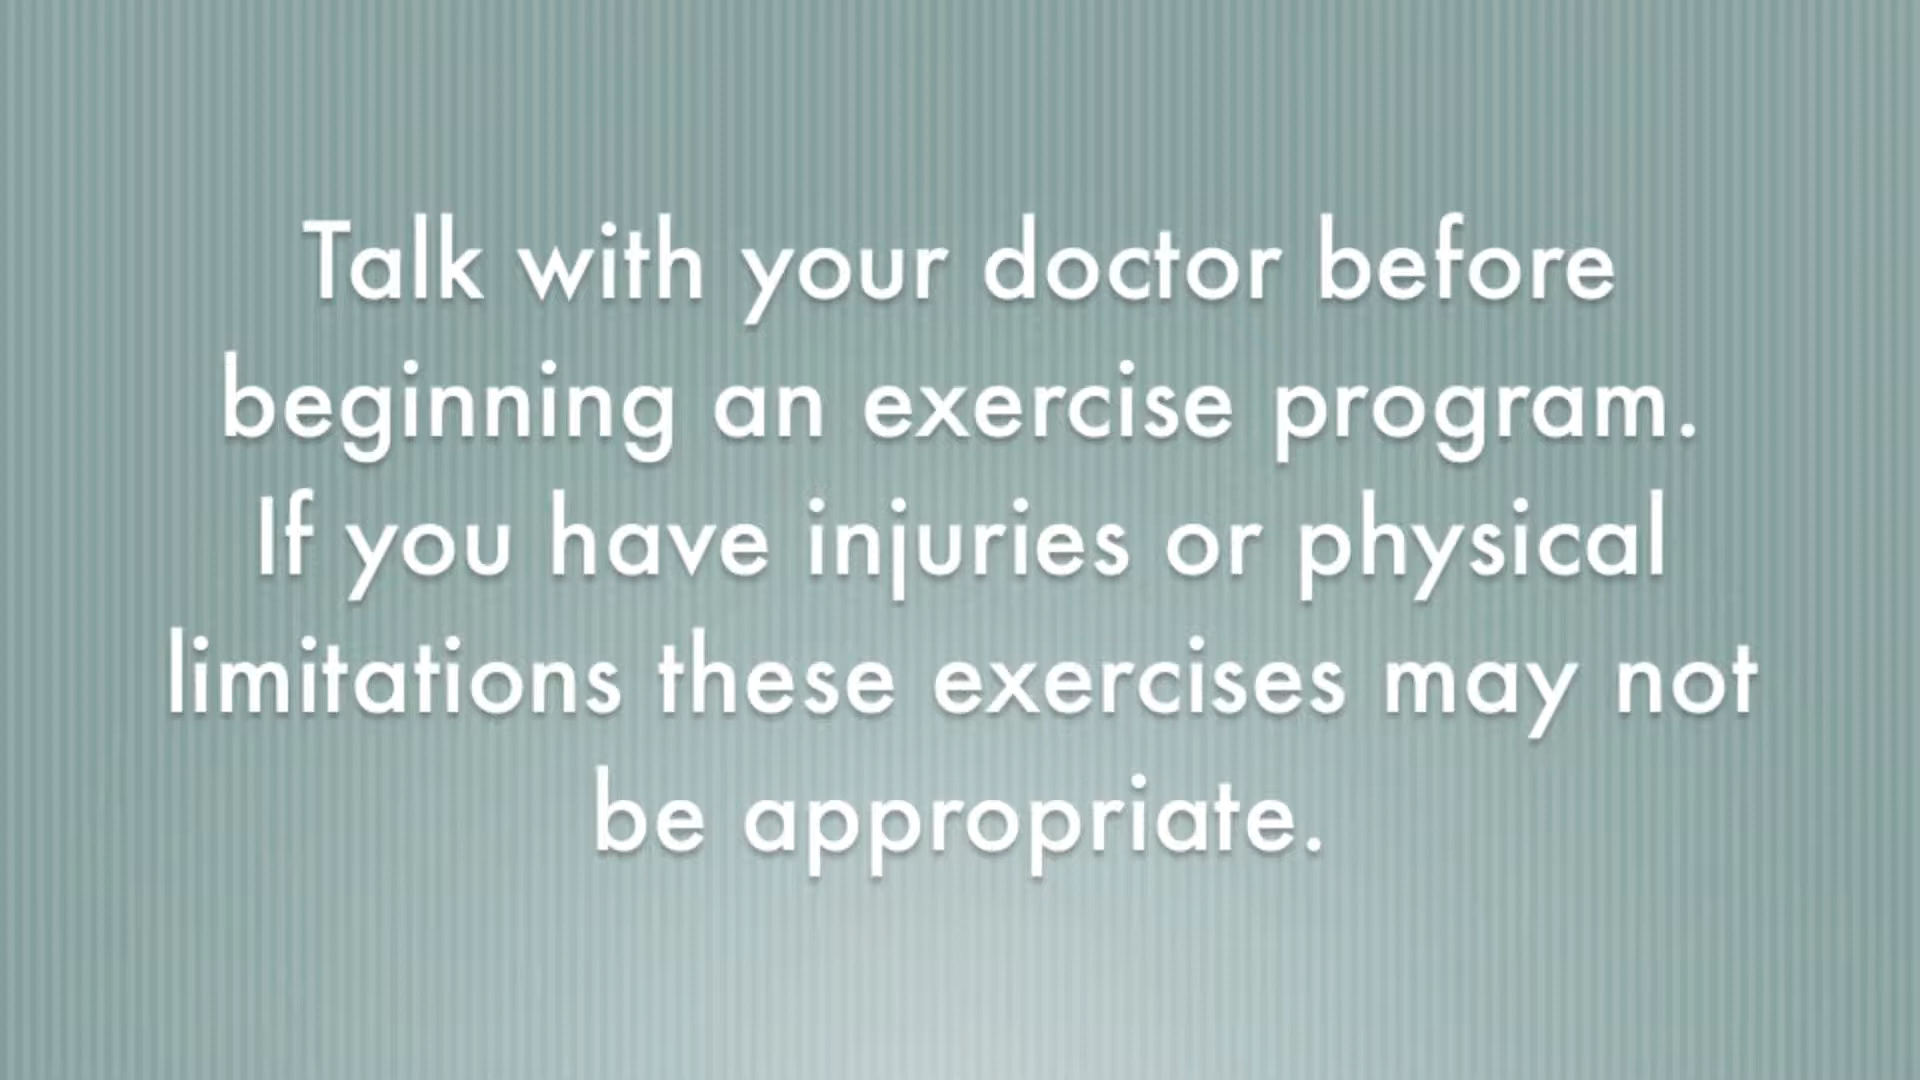 Talk with your doctor before
beginning an exercise program.
If you have injuries or physical
limitations these exercises may not
be appropriate.